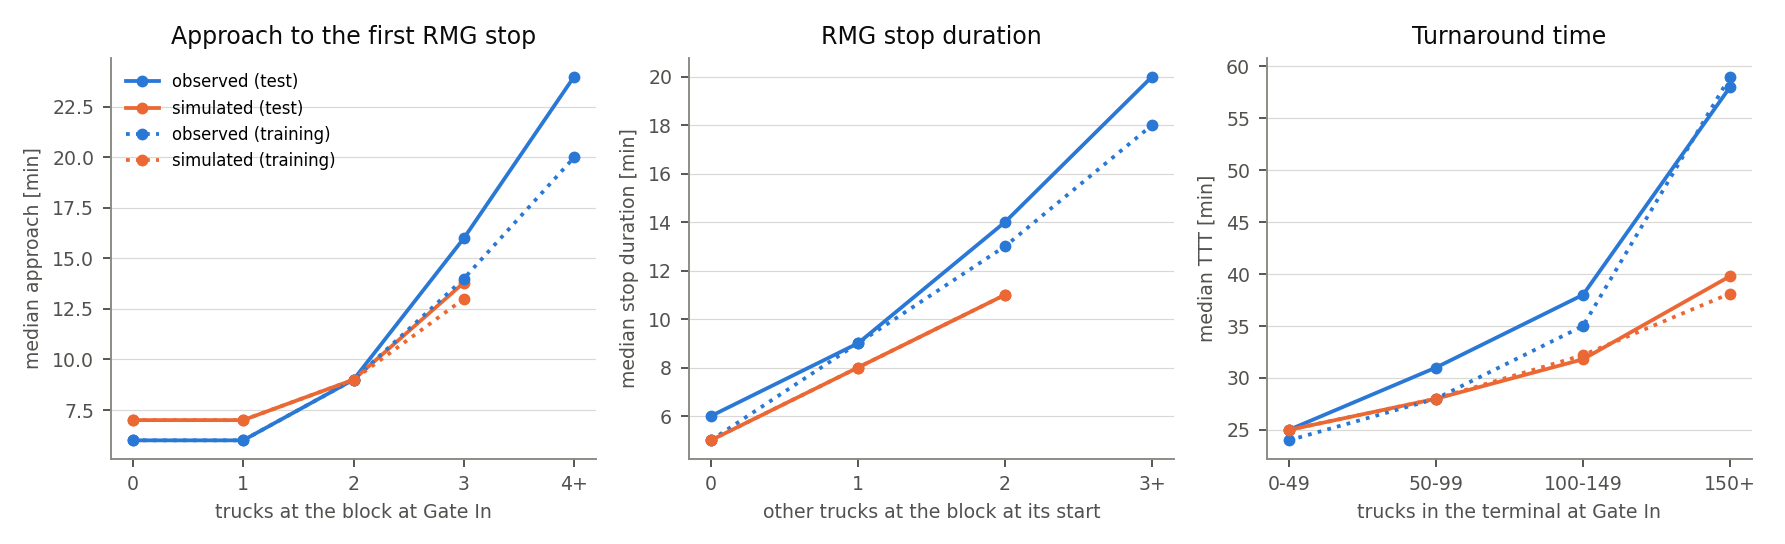 Approach to the first RMG stop
observed (test)
simulated (test)
observed (training)
simulated (training)
median approach [min]
22.5
20.0
17.5
15.0
12.5
10.0
7.5
0 1 2 3 4+
trucks at the block at Gate In
RMG stop duration
median stop duration [min]
20
18
16
14
12
10
8
6
0 1 2 3+
other trucks at the block at its start
Turnaround time
median TTT [min]
60
55
50
45
40
35
30
25
0-49 50-99 100-149 150+
trucks in the terminal at Gate In